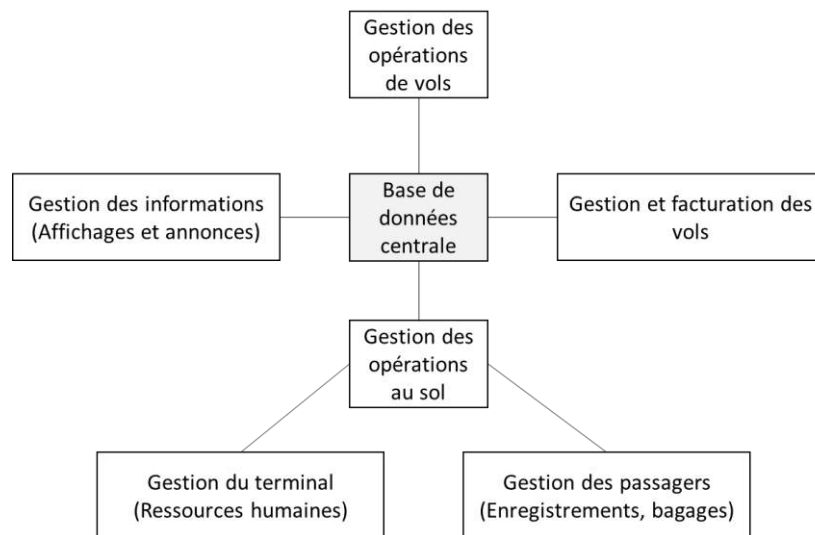 Gestion des
opérations
de vols
Gestion des informations
(Affichages et annonces)
Base de
données
centrale
Gestion et facturation des
vols
Gestion des
opérations
au sol
Gestion du terminal
(Ressources humaines)
Gestion des passagers
(Enregistrements, bagages)